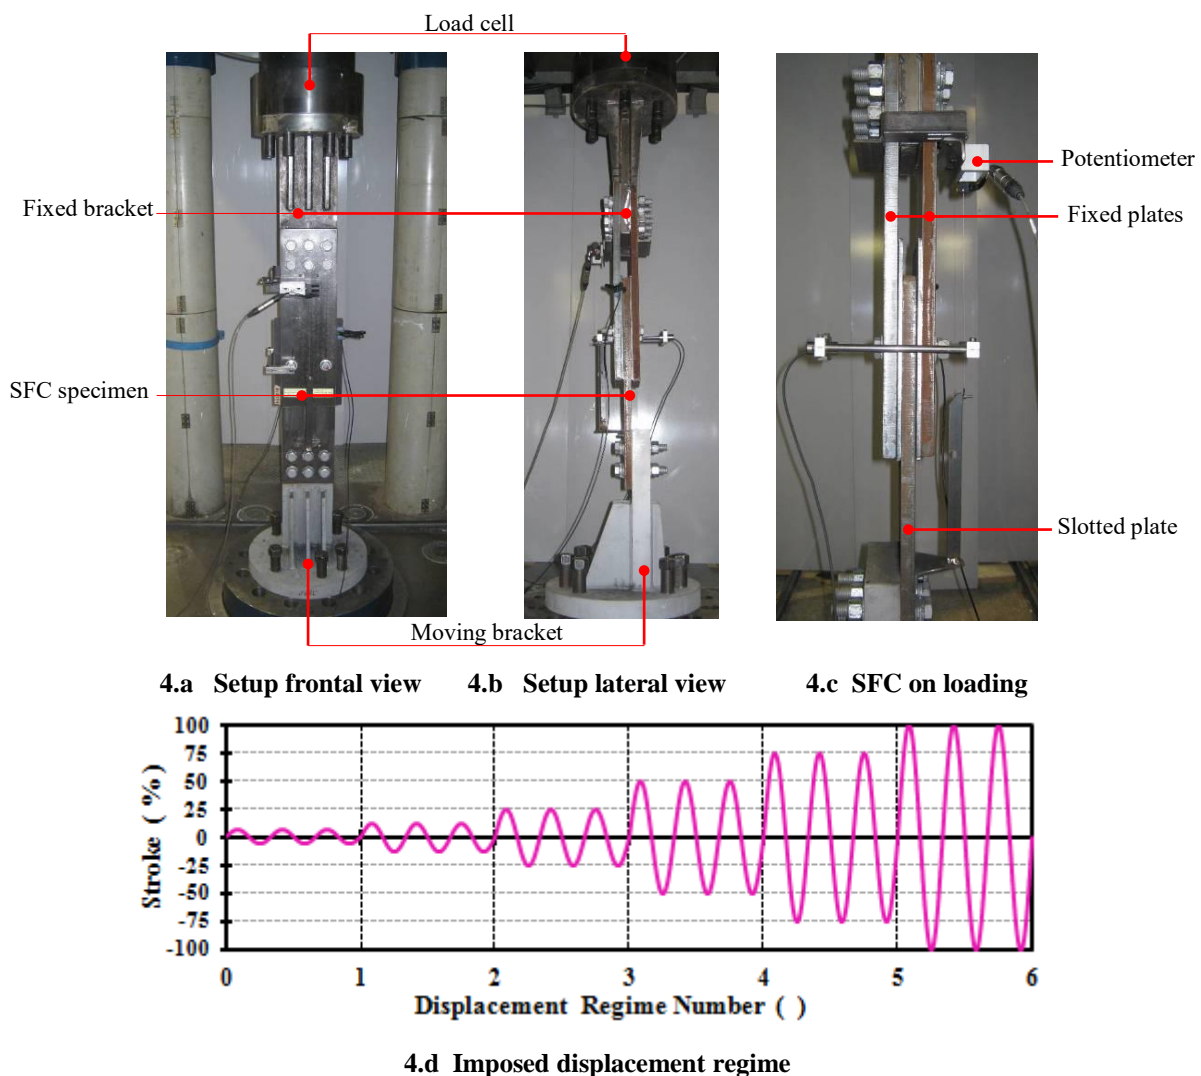 Load cell
Fixed bracket
SFC specimen
Moving bracket
Potentiometer
Fixed plates
Slotted plate
4.a Setup frontal view 4.b Setup lateral view 4.c SFC on loading
100
75
50
25
0
-25
-50
-75
-100
Stroke ( % )
0 1 2 3 4 5 6
Displacement Regime Number ( )
4.d Imposed displacement regime